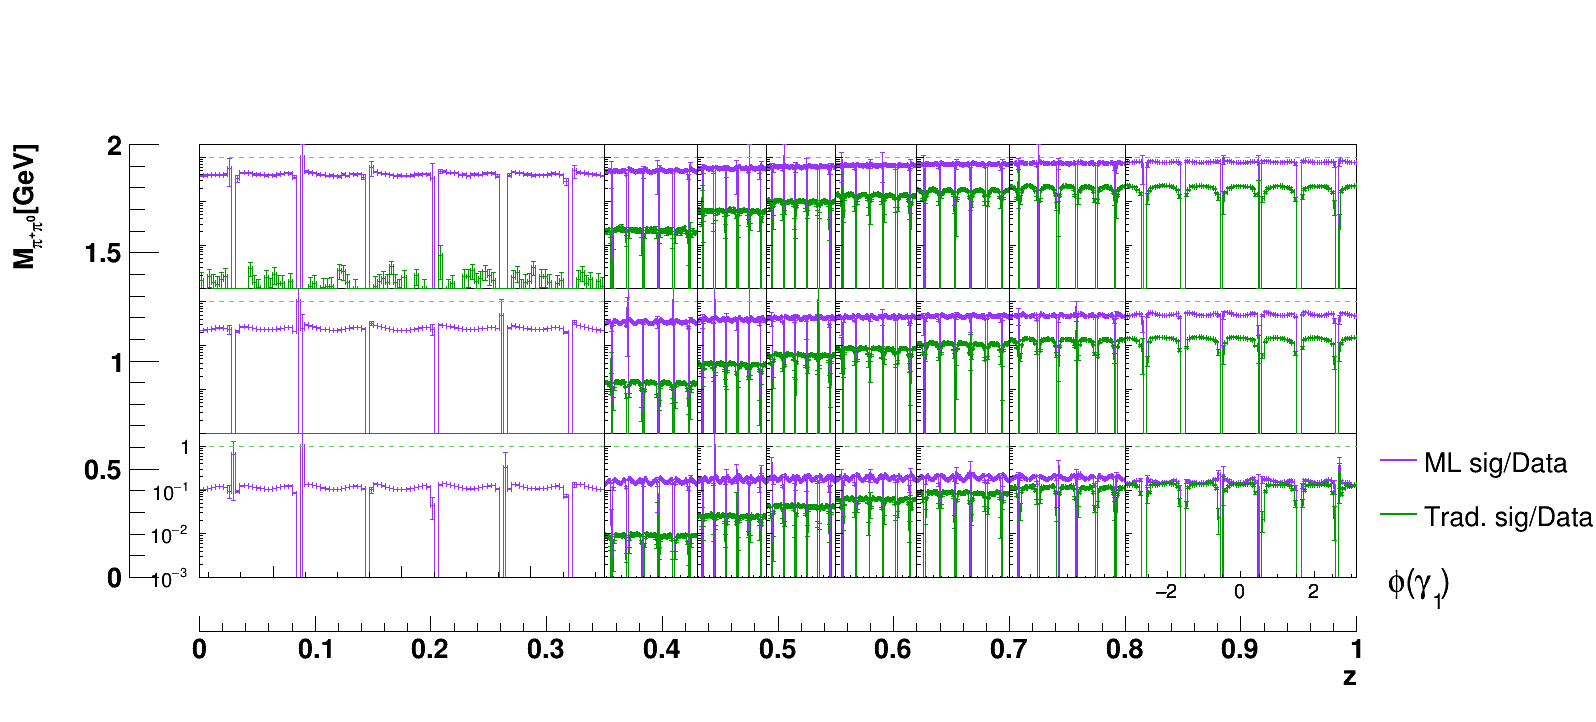 M π⁺π⁰ [GeV]
2
1.5
1
0.5
0
1
10⁻¹
10⁻²
10⁻³
ML sig/Data
Trad. sig/Data
−2 0 2
ϕ(γ₁)
0 0.1 0.2 0.3 0.4 0.5 0.6 0.7 0.8 0.9 1
z